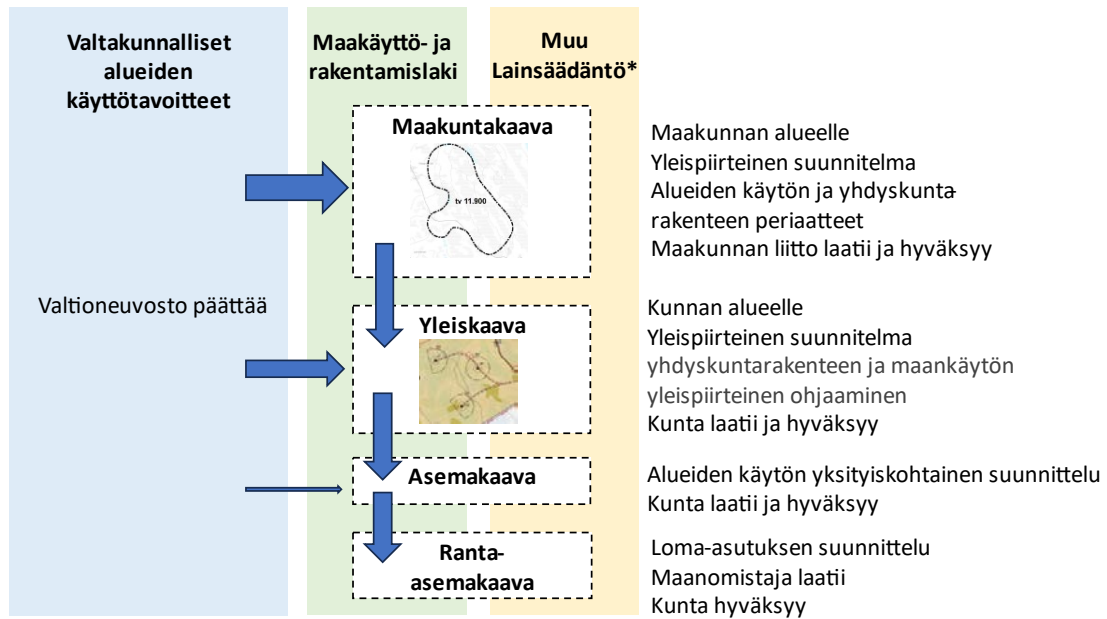 Valtakunnalliset
alueiden
käyttötavoitteet
Maakäyttö- ja
rakentamislaki
Muu
Lainsäädäntö*
Valtioneuvosto päättää
Maakuntakaava
tv 11.900
Maakunnan alueelle
Yleispiirteinen suunnitelma
Alueiden käytön ja yhdyskunta-
rakenteen periaatteet
Maakunnan liitto laatii ja hyväksyy
Yleiskaava
Kunnan alueelle
Yleispiirteinen suunnitelma
yhdyskuntarakenteen ja maankäytön
yleispiirteinen ohjaaminen
Kunta laatii ja hyväksyy
Asemakaava
Alueiden käytön yksityiskohtainen suunnittelu
Kunta laatii ja hyväksyy
Ranta-
asemakaava
Loma-asutuksen suunnittelu
Maanomistaja laatii
Kunta hyväksyy